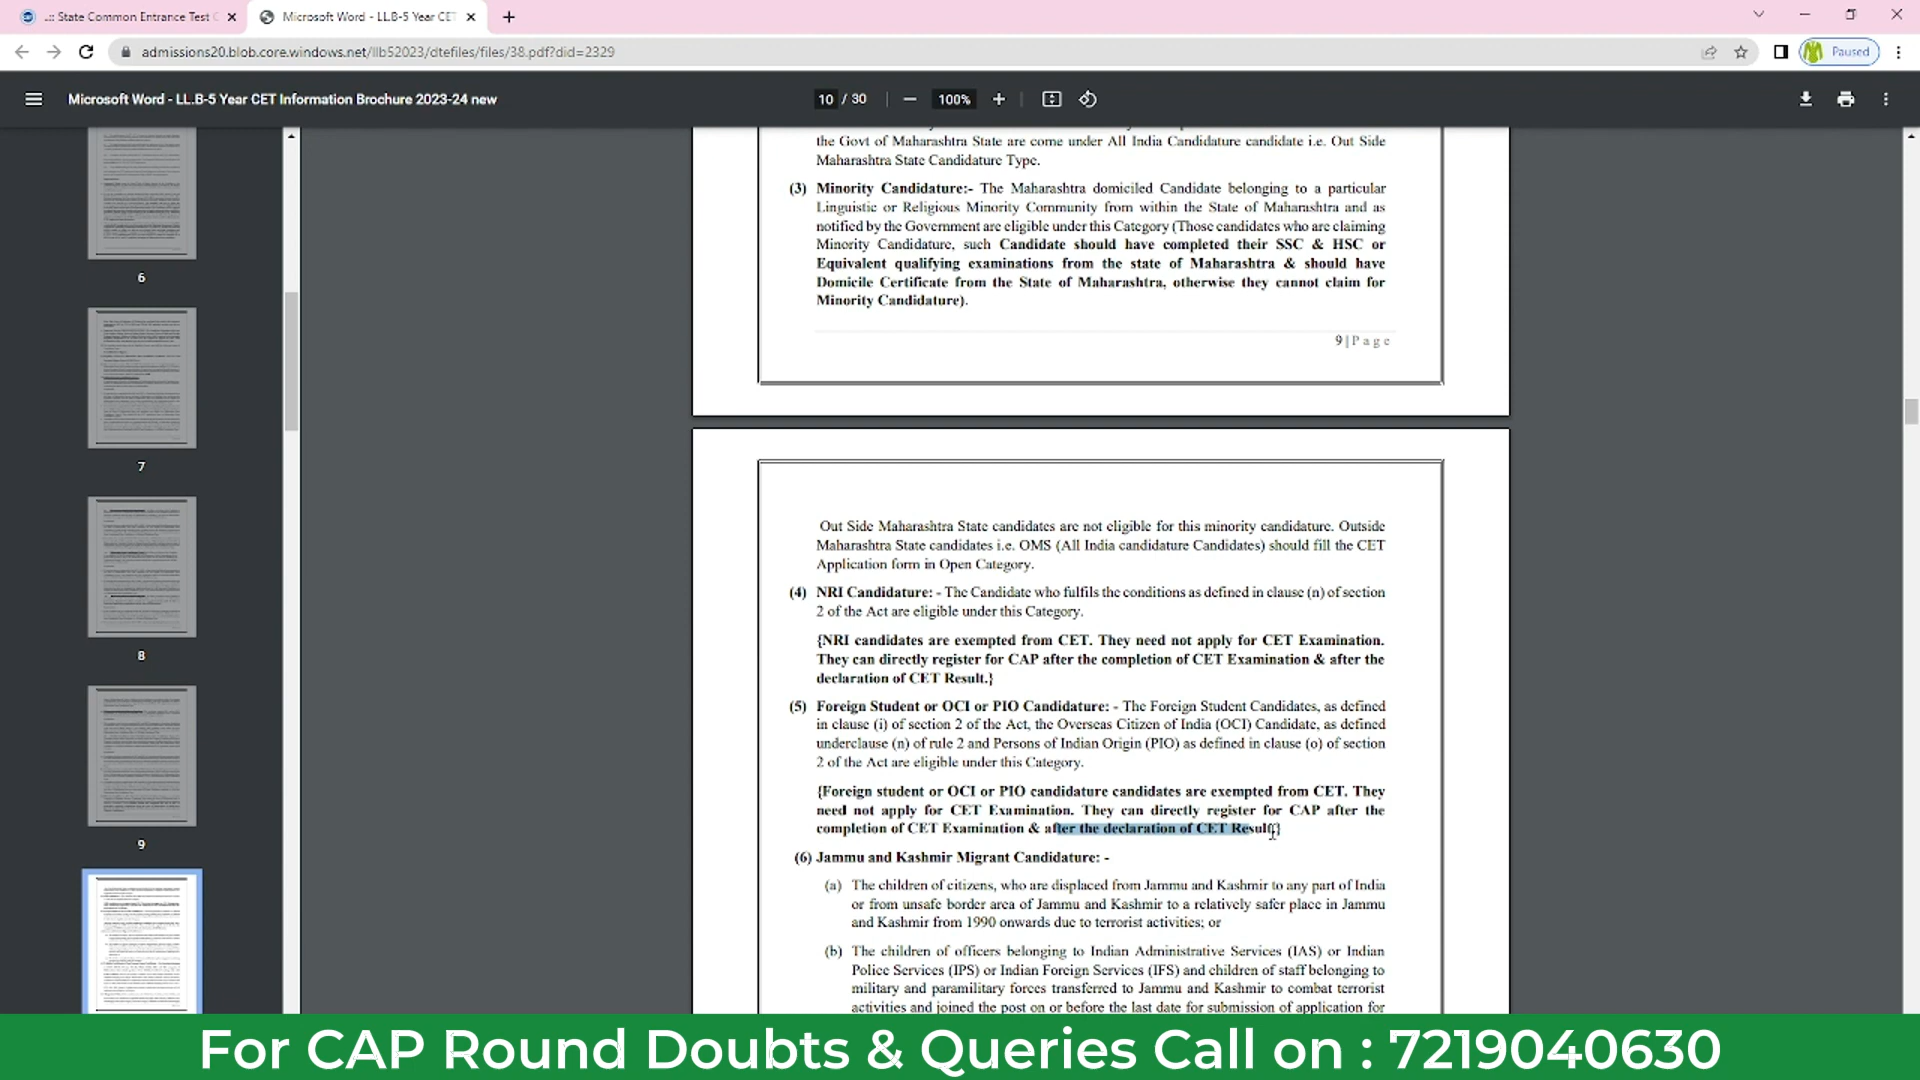 ..:: State Common Entrance Test C
Microsoft Word - LL.B-5 Year CET
admissions20.blob.core.windows.net/llb52023/dtefiles/files/38.pdf?did=2329
Paused
Microsoft Word - LL.B-5 Year CET Information Brochure 2023-24 new
10 / 30
100%
6
7
8
9
the Govt of Maharashtra State are come under All India Candidature candidate i.e. Out Side
Maharashtra State Candidature Type.
(3) Minority Candidature:- The Maharashtra domiciled Candidate belonging to a particular
Linguistic or Religious Minority Community from within the State of Maharashtra and as
notified by the Government are eligible under this Category (Those candidates who are claiming
Minority Candidature, such Candidate should have completed their SSC & HSC or
Equivalent qualifying examinations from the state of Maharashtra & should have
Domicile Certificate from the State of Maharashtra, otherwise they cannot claim for
Minority Candidature).
9 | P a g e
Out Side Maharashtra State candidates are not eligible for this minority candidature. Outside
Maharashtra State candidates i.e. OMS (All India candidature Candidates) should fill the CET
Application form in Open Category.
(4) NRI Candidature: - The Candidate who fulfils the conditions as defined in clause (n) of section
2 of the Act are eligible under this Category.
{NRI candidates are exempted from CET. They need not apply for CET Examination.
They can directly register for CAP after the completion of CET Examination & after the
declaration of CET Result.}
(5) Foreign Student or OCI or PIO Candidature: - The Foreign Student Candidates, as defined
in clause (i) of section 2 of the Act, the Overseas Citizen of India (OCI) Candidate, as defined
underclause (n) of rule 2 and Persons of Indian Origin (PIO) as defined in clause (o) of section
2 of the Act are eligible under this Category.
{Foreign student or OCI or PIO candidature candidates are exempted from CET. They
need not apply for CET Examination. They can directly register for CAP after the
completion of CET Examination & after the declaration of CET Result.}
(6) Jammu and Kashmir Migrant Candidature: -
(a) The children of citizens, who are displaced from Jammu and Kashmir to any part of India
or from unsafe border area of Jammu and Kashmir to a relatively safer place in Jammu
and Kashmir from 1990 onwards due to terrorist activities; or
(b) The children of officers belonging to Indian Administrative Services (IAS) or Indian
Police Services (IPS) or Indian Foreign Services (IFS) and children of staff belonging to
military and paramilitary forces transferred to Jammu and Kashmir to combat terrorist
activities and joined the post on or before the last date for submission of application for
For CAP Round Doubts & Queries Call on : 7219040630